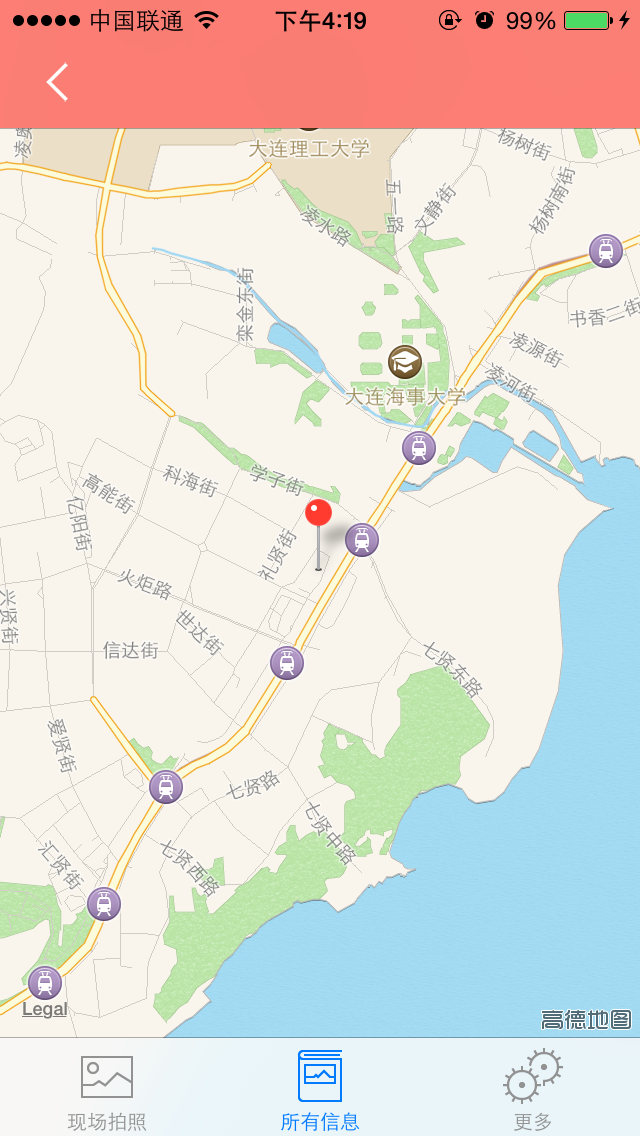 中国联通 下午4:19 99%
凌奥
大连理工大学
杨树街
五一路
文静街
杨树南街
凌水路
栾金东街
书香二街
凌源街
大连海事大学
凌河街
学子街
科海街
高能街
亿阳街
礼贤街
火炬路
兴贤街
世达街
信达街
七贤东路
爱贤街
七贤路
七贤中路
汇贤街
七贤西路
Legal
高德地图
现场拍照 所有信息 更多